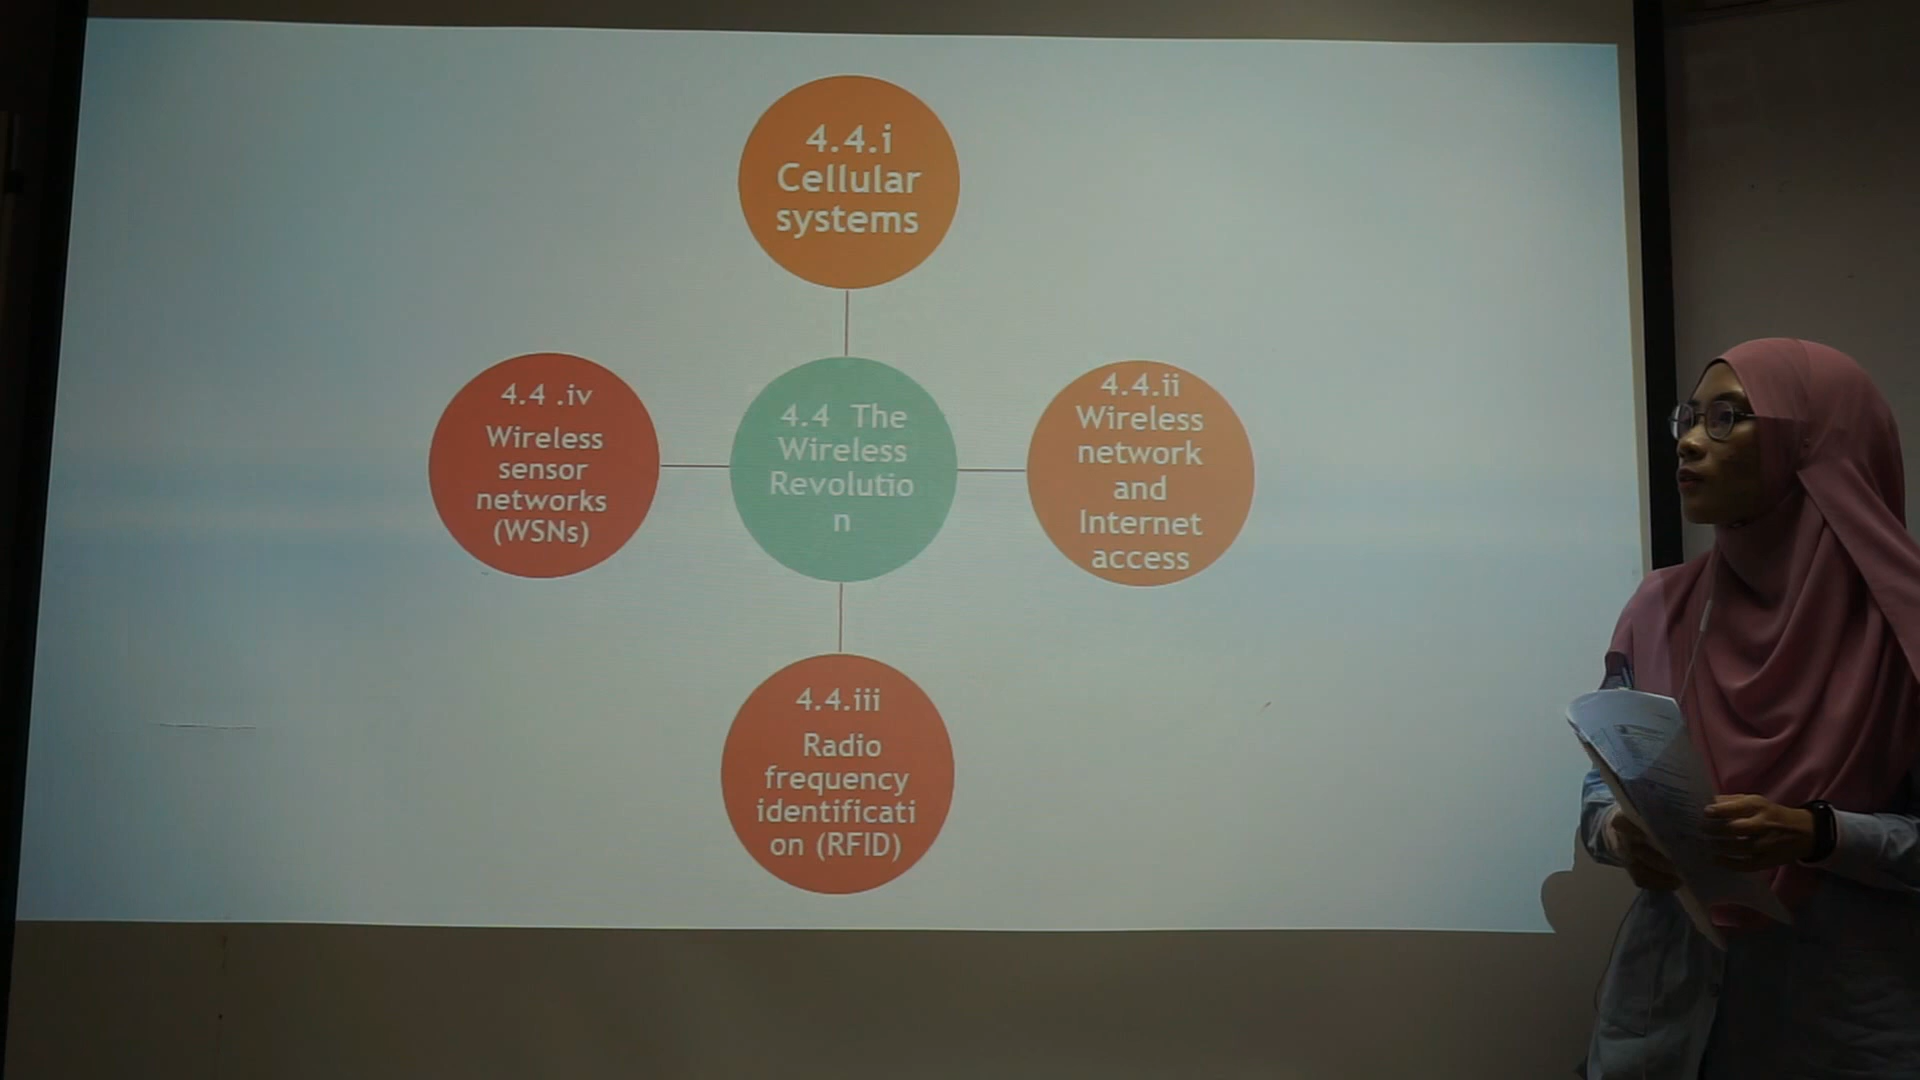 4.4.i
Cellular
systems
4.4 .iv
Wireless
sensor
networks
(WSNs)
4.4 The
Wireless
Revolutio
n
4.4.ii
Wireless
network
and
Internet
access
4.4.iii
Radio
frequency
identificati
on (RFID)